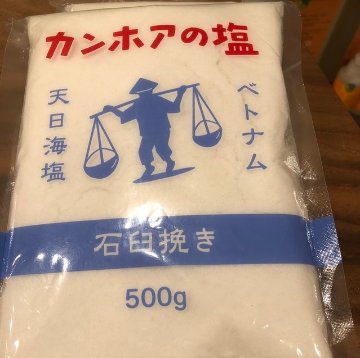 カンホアの塩
天日海塩
ベトナム
石臼挽き
500g